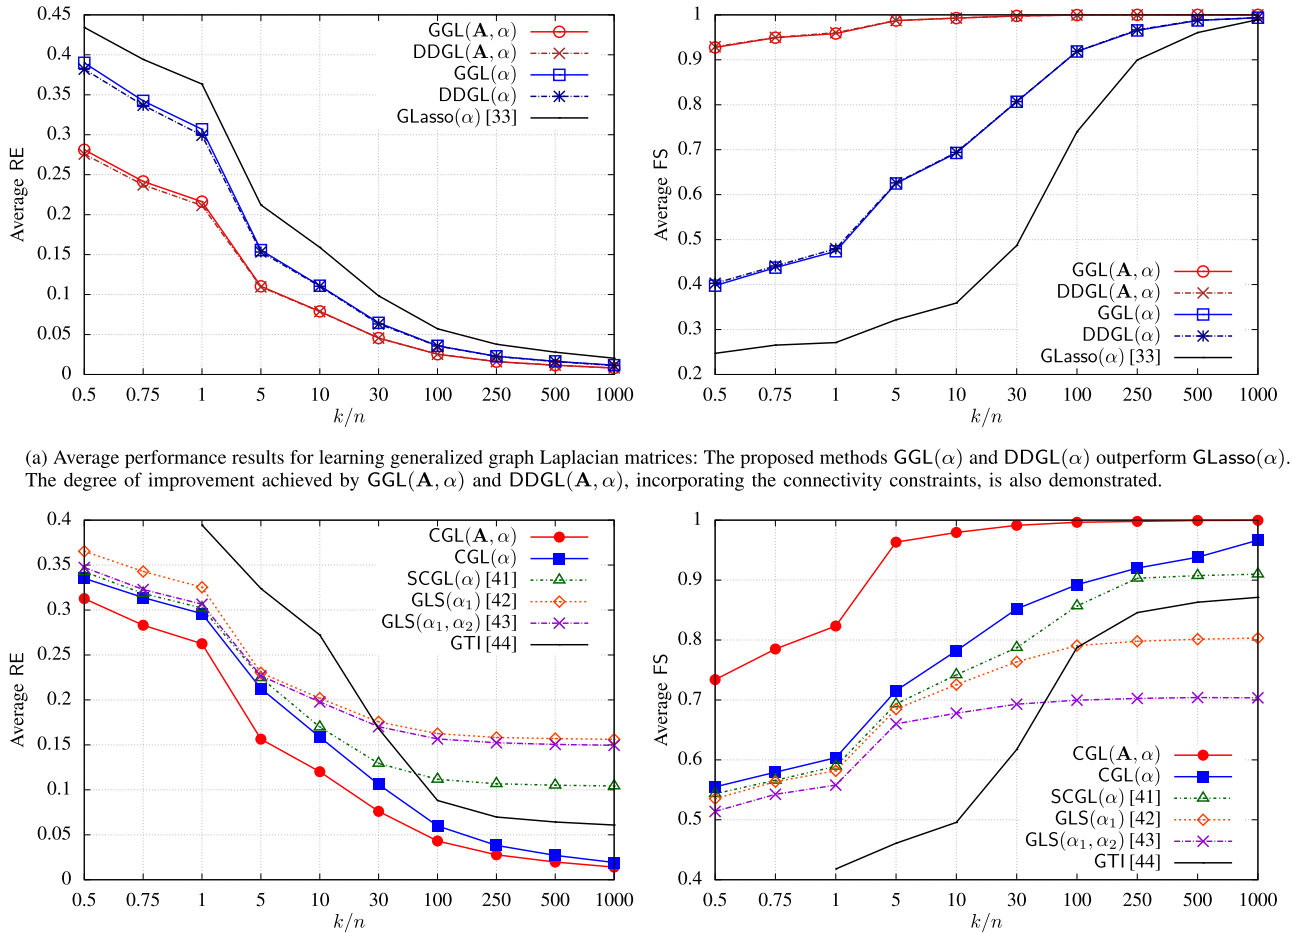 0.45
0.4
0.35
0.3
0.25
0.2
0.15
0.1
0.05
0
Average RE
0.5 0.75 1 5 10 30 100 250 500 1000
k/n
GGL(A, α)
DDGL(A, α)
GGL(α)
DDGL(α)
GLasso(α) [33]
1
0.9
0.8
0.7
0.6
0.5
0.4
0.3
0.2
Average FS
0.5 0.75 1 5 10 30 100 250 500 1000
k/n
GGL(A, α)
DDGL(A, α)
GGL(α)
DDGL(α)
GLasso(α) [33]
(a) Average performance results for learning generalized graph Laplacian matrices: The proposed methods GGL(α) and DDGL(α) outperform GLasso(α).
The degree of improvement achieved by GGL(A, α) and DDGL(A, α), incorporating the connectivity constraints, is also demonstrated.
0.4
0.35
0.3
0.25
0.2
0.15
0.1
0.05
0
Average RE
0.5 0.75 1 5 10 30 100 250 500 1000
k/n
CGL(A, α)
CGL(α)
SCGL(α) [41]
GLS(α₁) [42]
GLS(α₁, α₂) [43]
GTI [44]
1
0.9
0.8
0.7
0.6
0.5
0.4
Average FS
0.5 0.75 1 5 10 30 100 250 500 1000
k/n
CGL(A, α)
CGL(α)
SCGL(α) [41]
GLS(α₁) [42]
GLS(α₁, α₂) [43]
GTI [44]